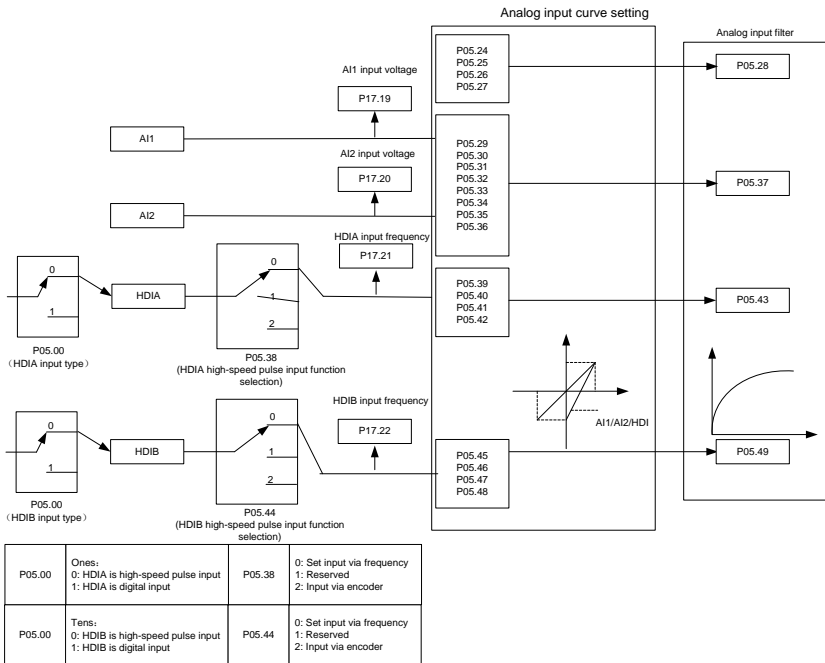 Analog input curve setting
Analog input filter
AI1 input voltage
P17.19
P05.24
P05.25
P05.26
P05.27
P05.28
AI1
AI2 input voltage
P17.20
P05.29
P05.30
P05.31
P05.32
P05.33
P05.34
P05.35
P05.36
P05.37
AI2
HDIA input frequency
P17.21
0
1
HDIA
0
1
2
P05.39
P05.40
P05.41
P05.42
P05.43
P05.00
（HDIA input type）
P05.38
(HDIA high-speed pulse input function
selection)
AI1/AI2/HDI
HDIB input frequency
P17.22
0
1
HDIB
0
1
2
P05.45
P05.46
P05.47
P05.48
P05.49
P05.00
（HDIB input type）
P05.44
(HDIB high-speed pulse input function
selection)
P05.00
Ones:
0: HDIA is high-speed pulse input
1: HDIA is digital input
P05.38
0: Set input via frequency
1: Reserved
2: Input via encoder
P05.00
Tens:
0: HDIB is high-speed pulse input
1: HDIB is digital input
P05.44
0: Set input via frequency
1: Reserved
2: Input via encoder